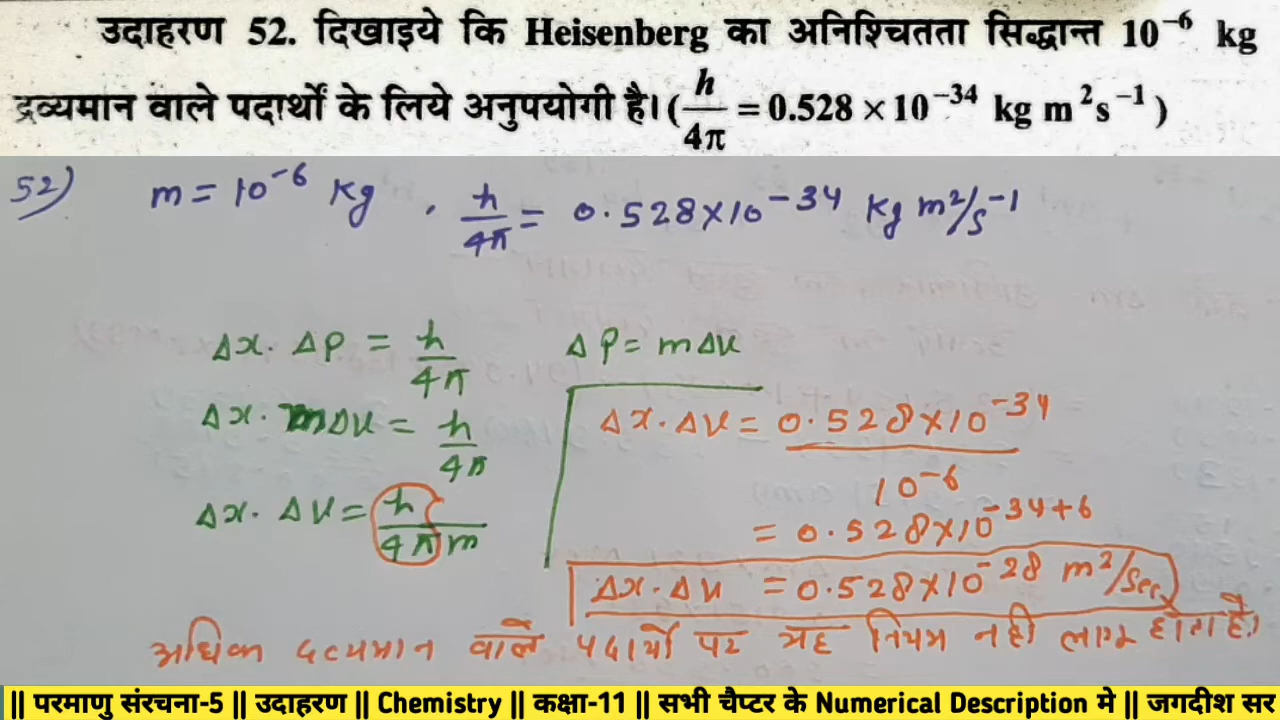 उदाहरण 52. दिखाइये कि Heisenberg का अनिश्चितता सिद्धान्त 10⁻⁶ kg
द्रव्यमान वाले पदार्थों के लिये अनुपयोगी है। (h/4π = 0.528 × 10⁻³⁴ kg m²s⁻¹)
52) m = 10⁻⁶ Kg , h/4π = 0.528×10⁻³⁴ Kg m²/s⁻¹
Δx. ΔP = h/4π
Δx. mΔv = h/4π
Δx. Δv = h/4πm
ΔP = mΔv
Δx.Δv = 0.528×10⁻³⁴/10⁻⁶
= 0.528×10⁻³⁴⁺⁶
Δx.Δv = 0.528×10⁻²⁸ m²/Sec
अधिक द्रव्यमान वाले पदार्थो पर यह नियम नही लागू होता है।
|| परमाणु संरचना-5 || उदाहरण || Chemistry || कक्षा-11 || सभी चैप्टर के Numerical Description मे || जगदीश सर